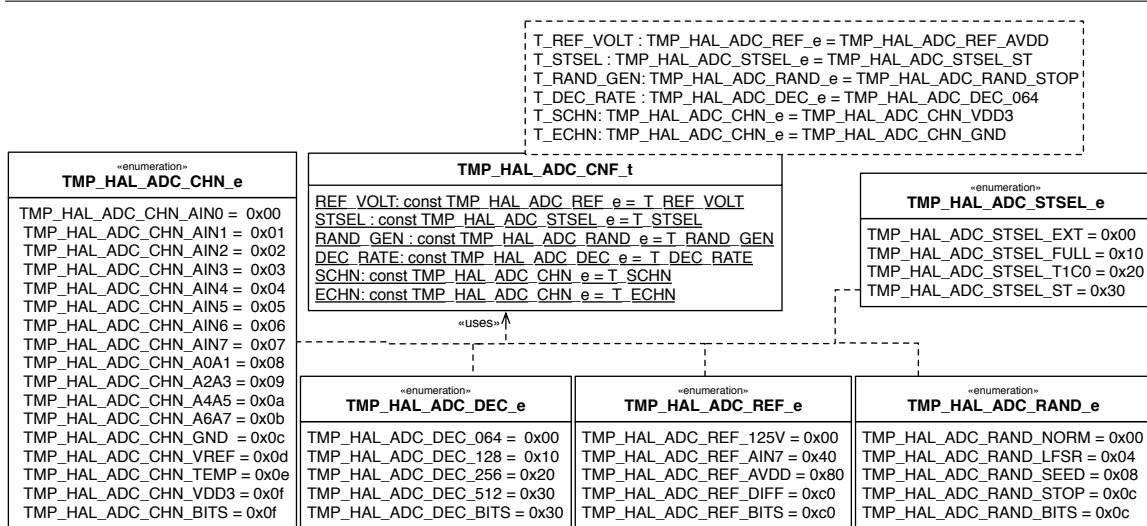 T_REF_VOLT : TMP_HAL_ADC_REF_e = TMP_HAL_ADC_REF_AVDD
T_STSEL : TMP_HAL_ADC_STSEL_e = TMP_HAL_ADC_STSEL_ST
T_RAND_GEN: TMP_HAL_ADC_RAND_e = TMP_HAL_ADC_RAND_STOP
T_DEC_RATE : TMP_HAL_ADC_DEC_e = TMP_HAL_ADC_DEC_064
T_SCHN: TMP_HAL_ADC_CHN_e = TMP_HAL_ADC_CHN_VDD3
T_ECHN: TMP_HAL_ADC_CHN_e = TMP_HAL_ADC_CHN_GND
«enumeration»
TMP_HAL_ADC_CHN_e
TMP_HAL_ADC_CHN_AIN0 = 0x00
TMP_HAL_ADC_CHN_AIN1 = 0x01
TMP_HAL_ADC_CHN_AIN2 = 0x02
TMP_HAL_ADC_CHN_AIN3 = 0x03
TMP_HAL_ADC_CHN_AIN4 = 0x04
TMP_HAL_ADC_CHN_AIN5 = 0x05
TMP_HAL_ADC_CHN_AIN6 = 0x06
TMP_HAL_ADC_CHN_AIN7 = 0x07
TMP_HAL_ADC_CHN_A0A1 = 0x08
TMP_HAL_ADC_CHN_A2A3 = 0x09
TMP_HAL_ADC_CHN_A4A5 = 0x0a
TMP_HAL_ADC_CHN_A6A7 = 0x0b
TMP_HAL_ADC_CHN_GND = 0x0c
TMP_HAL_ADC_CHN_VREF = 0x0d
TMP_HAL_ADC_CHN_TEMP = 0x0e
TMP_HAL_ADC_CHN_VDD3 = 0x0f
TMP_HAL_ADC_CHN_BITS = 0x0f
TMP_HAL_ADC_CNF_t
REF_VOLT: const TMP_HAL_ADC_REF_e = T_REF_VOLT
STSEL : const TMP_HAL_ADC_STSEL_e = T_STSEL
RAND_GEN : const TMP_HAL_ADC_RAND_e = T_RAND_GEN
DEC_RATE: const TMP_HAL_ADC_DEC_e = T_DEC_RATE
SCHN: const TMP_HAL_ADC_CHN_e = T_SCHN
ECHN: const TMP_HAL_ADC_CHN_e = T_ECHN
«enumeration»
TMP_HAL_ADC_STSEL_e
TMP_HAL_ADC_STSEL_EXT = 0x00
TMP_HAL_ADC_STSEL_FULL = 0x10
TMP_HAL_ADC_STSEL_T1C0 = 0x20
TMP_HAL_ADC_STSEL_ST = 0x30
«uses»
«enumeration»
TMP_HAL_ADC_DEC_e
TMP_HAL_ADC_DEC_064 = 0x00
TMP_HAL_ADC_DEC_128 = 0x10
TMP_HAL_ADC_DEC_256 = 0x20
TMP_HAL_ADC_DEC_512 = 0x30
TMP_HAL_ADC_DEC_BITS = 0x30
«enumeration»
TMP_HAL_ADC_REF_e
TMP_HAL_ADC_REF_125V = 0x00
TMP_HAL_ADC_REF_AIN7 = 0x40
TMP_HAL_ADC_REF_AVDD = 0x80
TMP_HAL_ADC_REF_DIFF = 0xc0
TMP_HAL_ADC_REF_BITS = 0xc0
«enumeration»
TMP_HAL_ADC_RAND_e
TMP_HAL_ADC_RAND_NORM = 0x00
TMP_HAL_ADC_RAND_LFSR = 0x04
TMP_HAL_ADC_RAND_SEED = 0x08
TMP_HAL_ADC_RAND_STOP = 0x0c
TMP_HAL_ADC_RAND_BITS = 0x0c